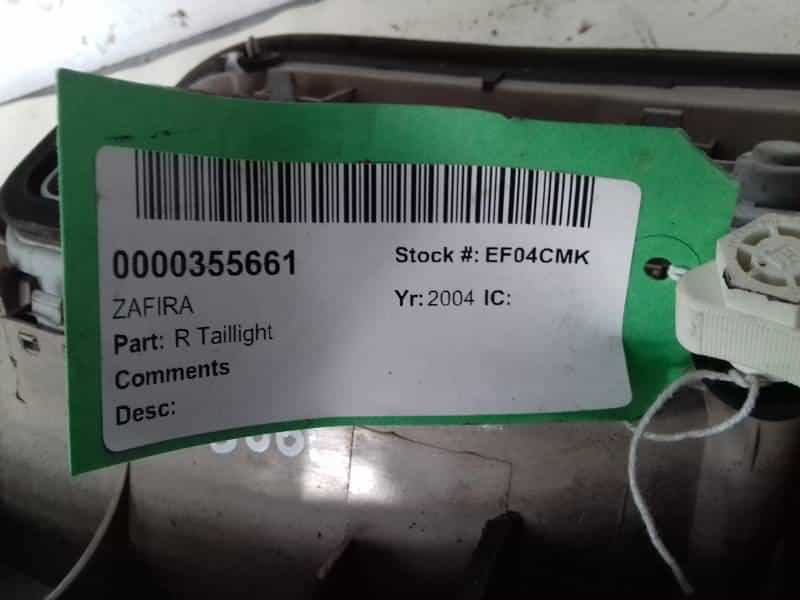 0000355661
Stock #: EF04CMK
ZAFIRA
Yr: 2004 IC:
Part: R Taillight
Comments
Desc: